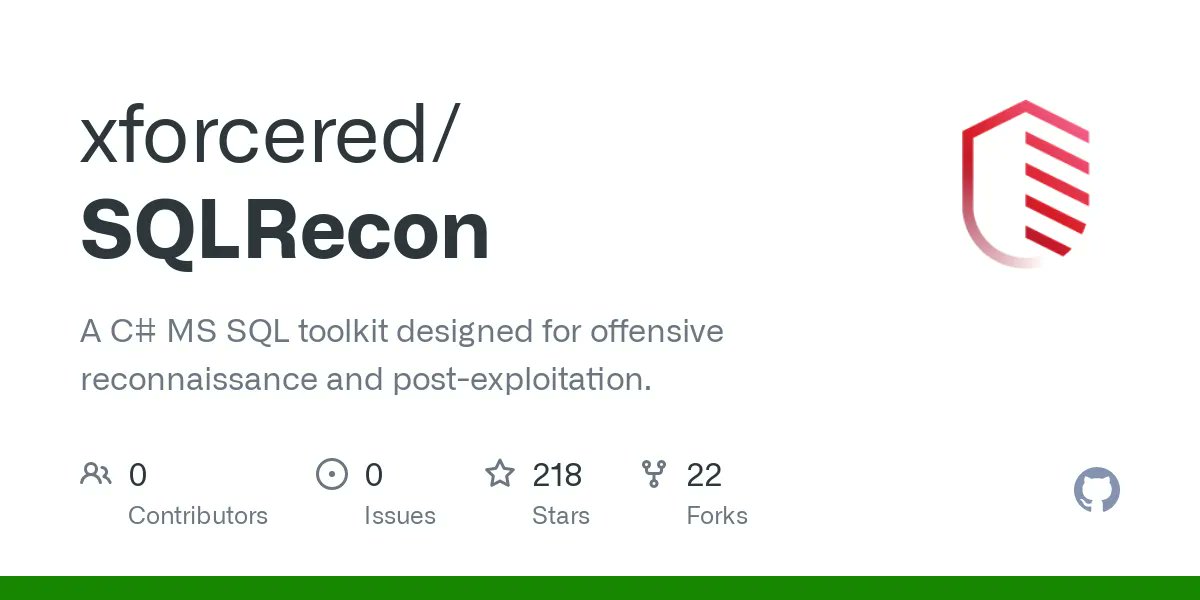 xforcered/
SQLRecon
A C# MS SQL toolkit designed for offensive
reconnaissance and post-exploitation.
0 0 218 22
Contributors Issues Stars Forks